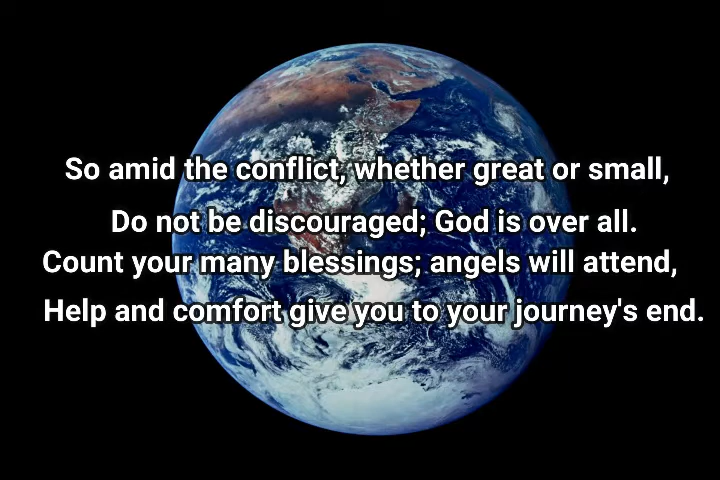 So amid the conflict, whether great or small,
Do not be discouraged; God is over all.
Count your many blessings; angels will attend,
Help and comfort give you to your journey's end.